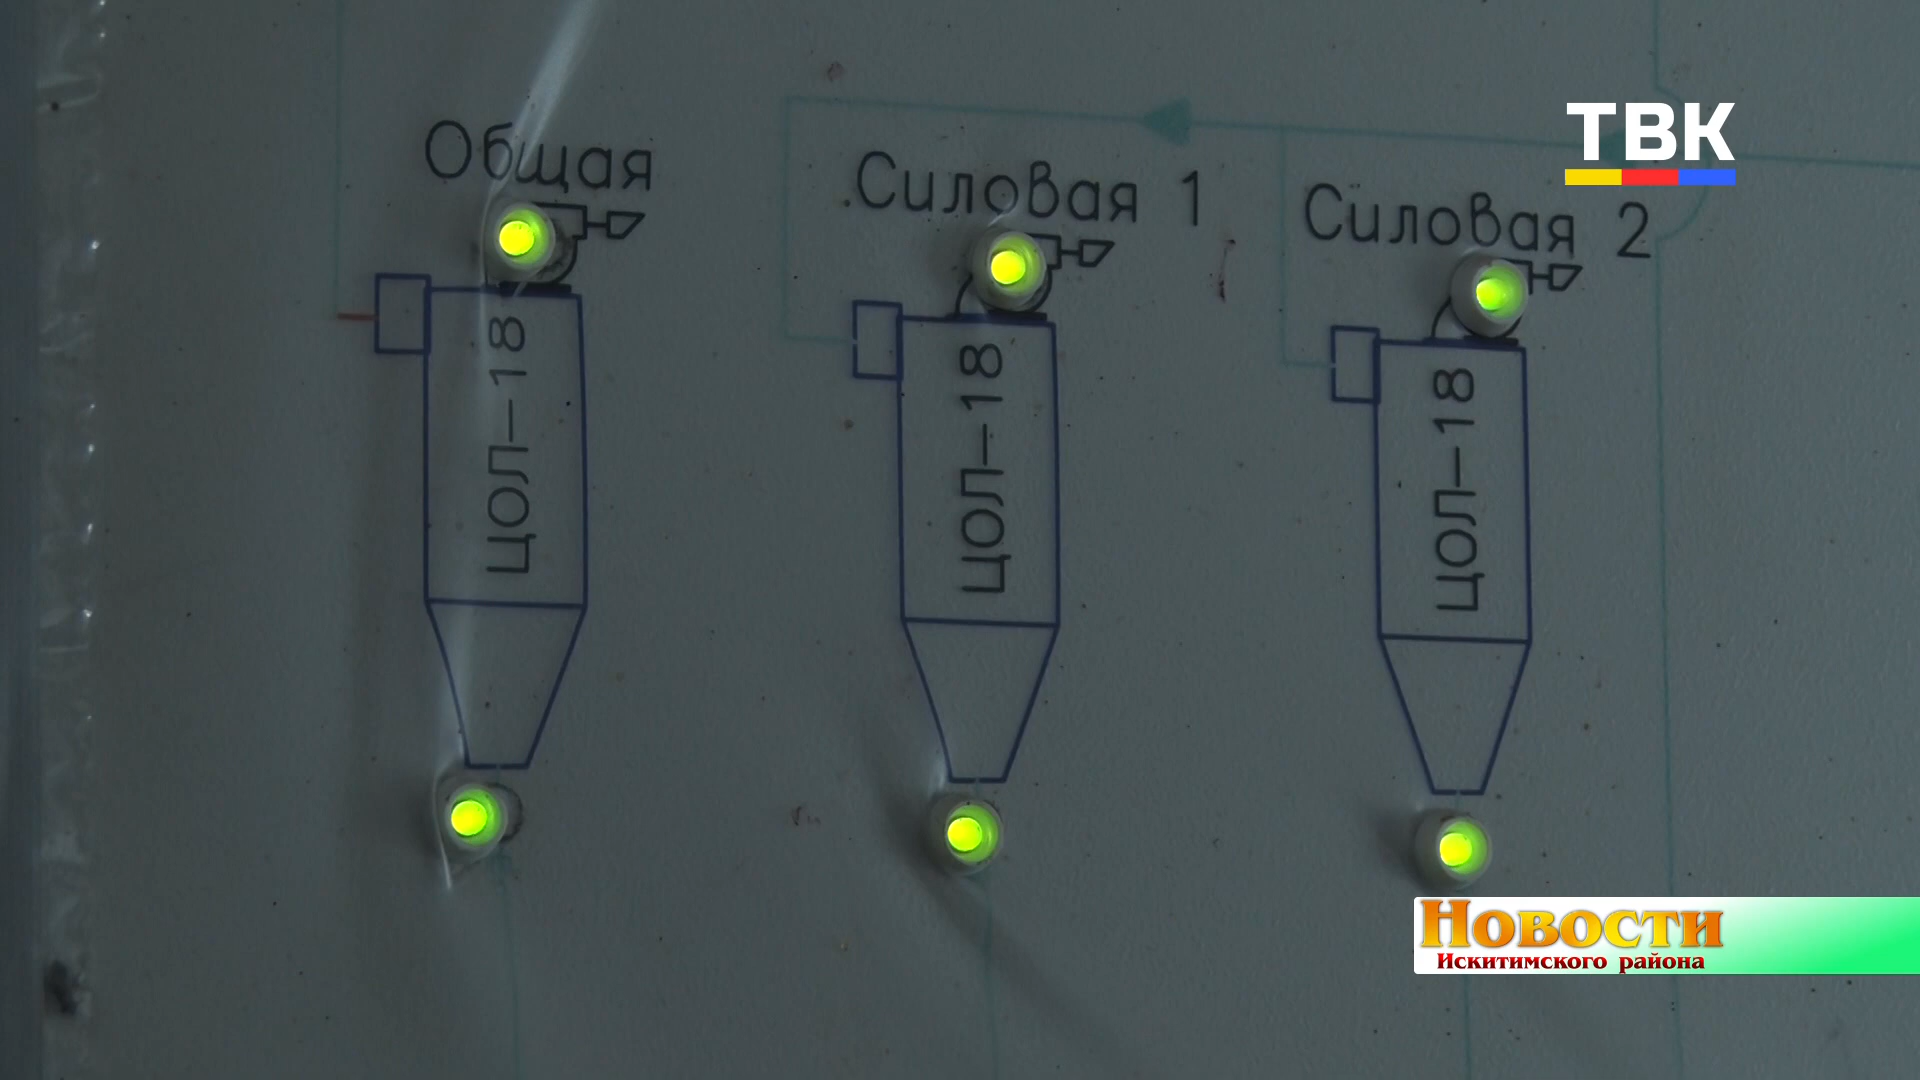 ТВК
Общая
Силовая 1
Силовая 2
ЦОЛ-18
ЦОЛ-18
ЦОЛ-18
Новости
Искитимского района